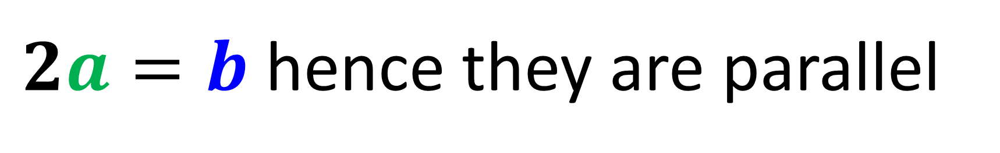 2a = b hence they are parallel